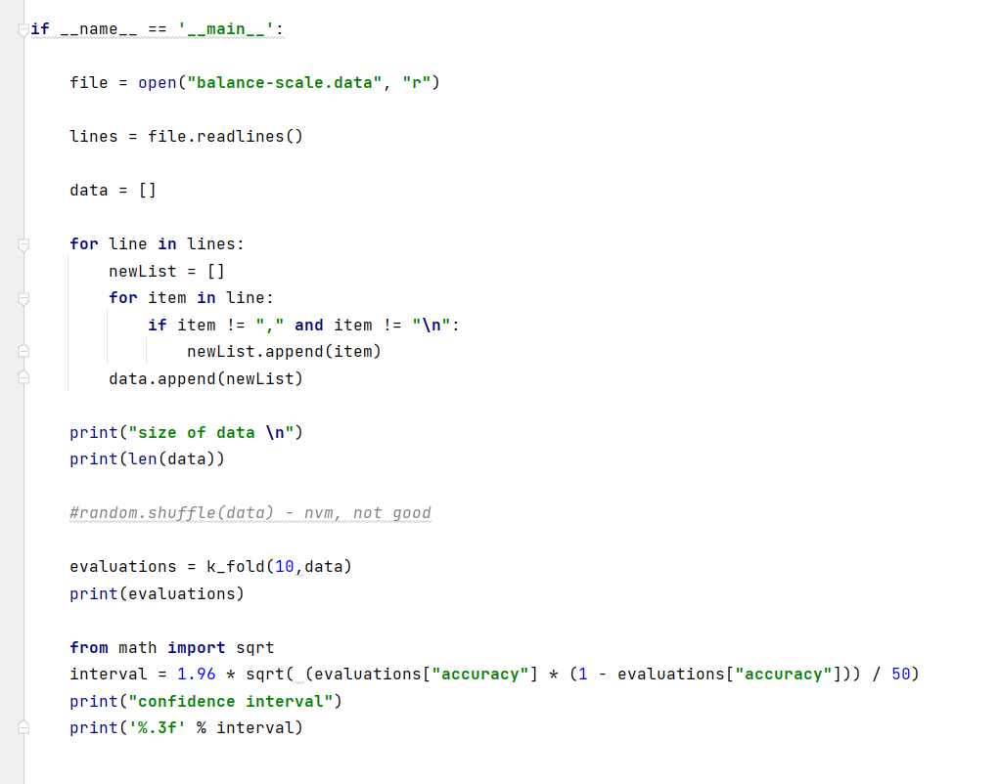 if __name__ == '__main__':
    file = open("balance-scale.data", "r")
    lines = file.readlines()
    data = []
    for line in lines:
        newList = []
        for item in line:
            if item != "," and item != "\n":
                newList.append(item)
        data.append(newList)
    print("size of data \n")
    print(len(data))
    #random.shuffle(data) - nvm, not good
    evaluations = k_fold(10,data)
    print(evaluations)
    from math import sqrt
    interval = 1.96 * sqrt( (evaluations["accuracy"] * (1 - evaluations["accuracy"])) / 50)
    print("confidence interval")
    print('%.3f' % interval)